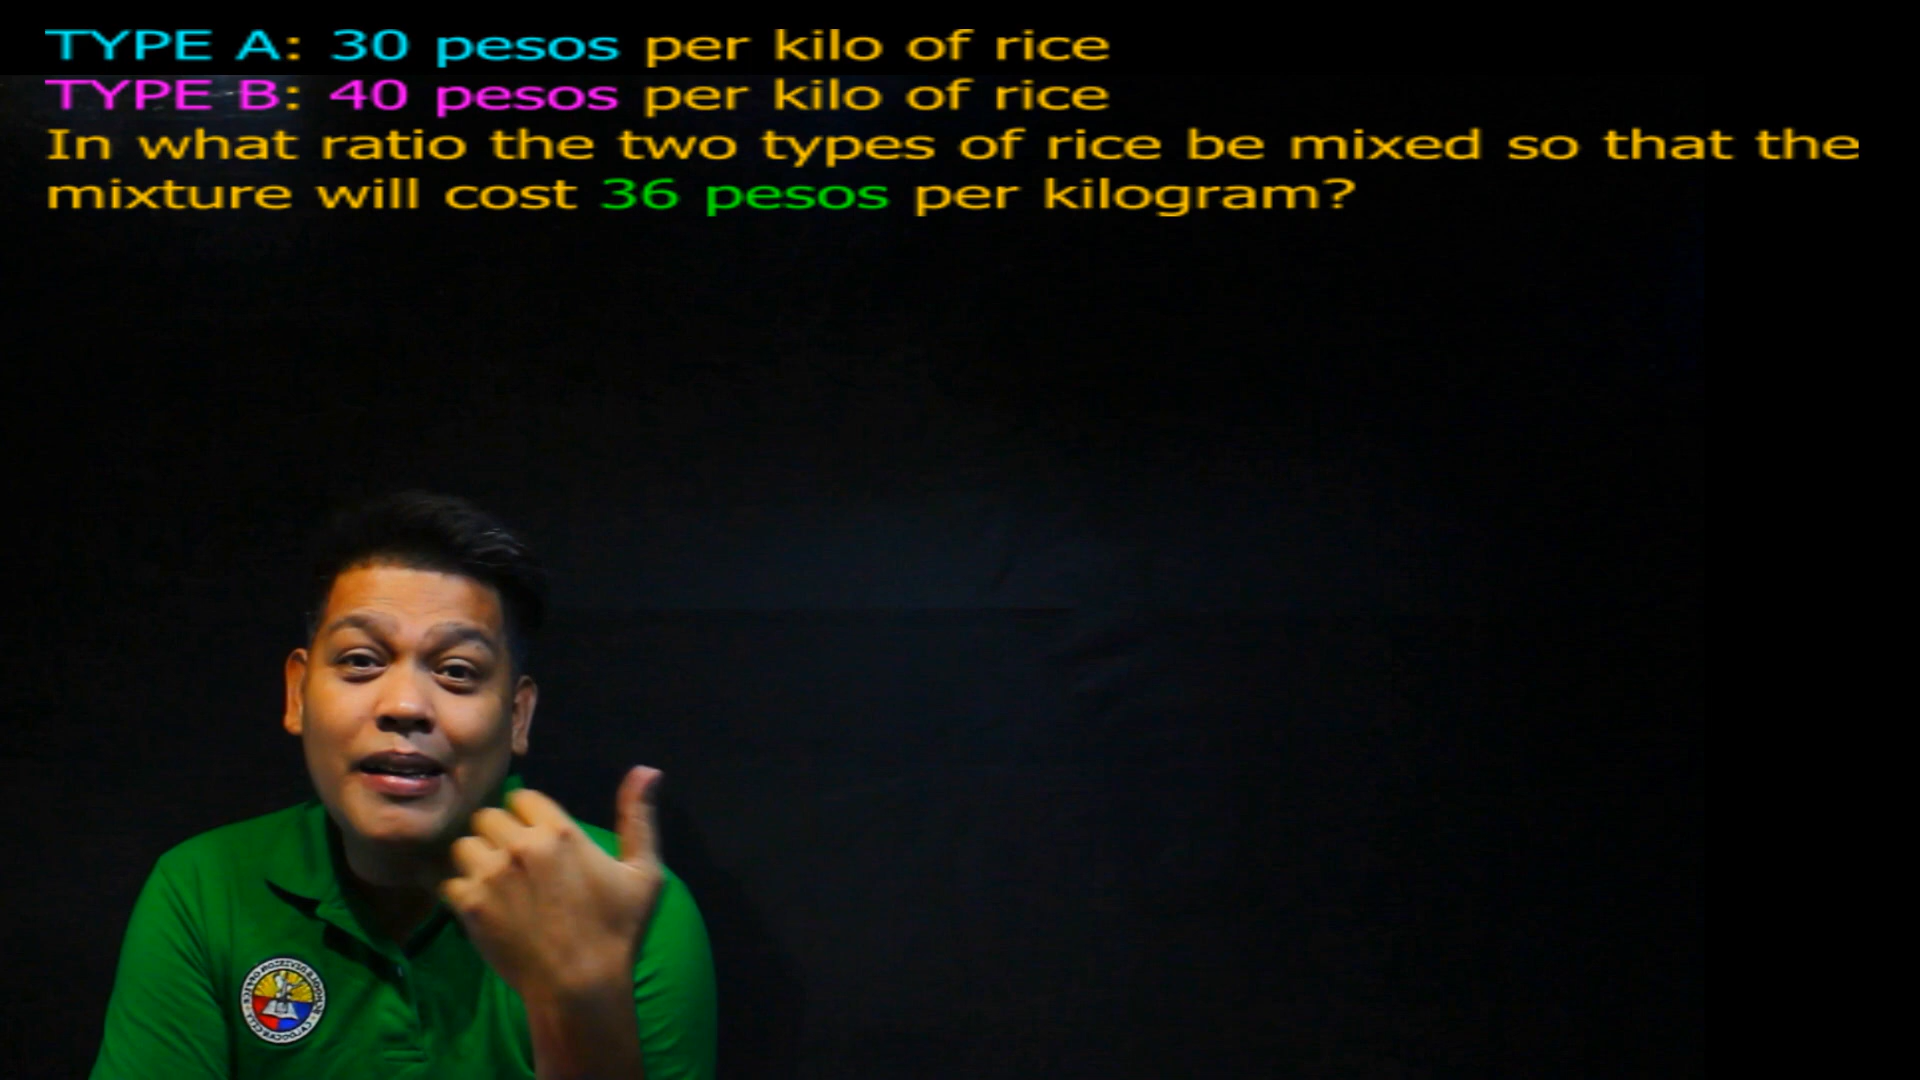 TYPE A: 30 pesos per kilo of rice
TYPE B: 40 pesos per kilo of rice
In what ratio the two types of rice be mixed so that the
mixture will cost 36 pesos per kilogram?